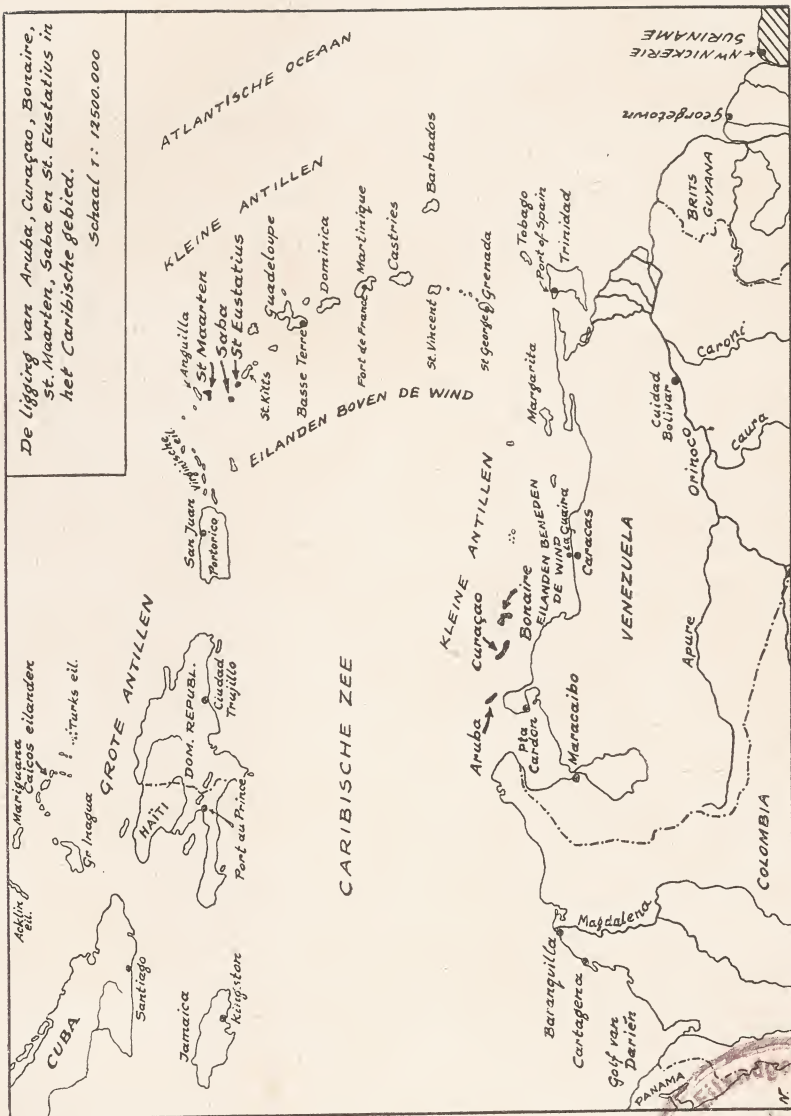 De ligging van Aruba, Curaçao, Bonaire,
St. Maarten, Saba en St. Eustatius in
het Caribische gebied.
Schaal 1: 12500.000
ATLANTISCHE OCEAAN
Acklin
eil.
Mariguana
Caicos eilanden
Turks eil.
Gr Inagua
CUBA
Santiago
Jamaica
Kingston
GROTE ANTILLEN
HAÏTI
DOM. REPUBL.
Port au Prince
Ciudad
Trujillo
San Juan
Portorico
Virginische eil.
KLEINE ANTILLEN
Anguilla
St Maarten
Saba
St Eustatius
St. Kitts
Guadeloupe
Basse Terre
Dominica
Fort de France
Martinique
Castries
Barbados
St. Vincent
St George
Grenada
EILANDEN BOVEN DE WIND
CARIBISCHE ZEE
KLEINE ANTILLEN
Aruba
Curaçao
Bonaire
EILANDEN BENEDEN
DE WIND
Margarita
Tobago
Port of Spain
Trinidad
Pta
Cardon
Maracaibo
La Guaira
Caracas
VENEZUELA
Baranquilla
Cartagena
Golf van
Darien
Magdalena
PANAMA
COLOMBIA
Apure
Orinoco
Cuidad
Bolivar
Caura
Caroni
BRITS
GUYANA
Georgetown
NW NICKERIE
SURINAME
N.